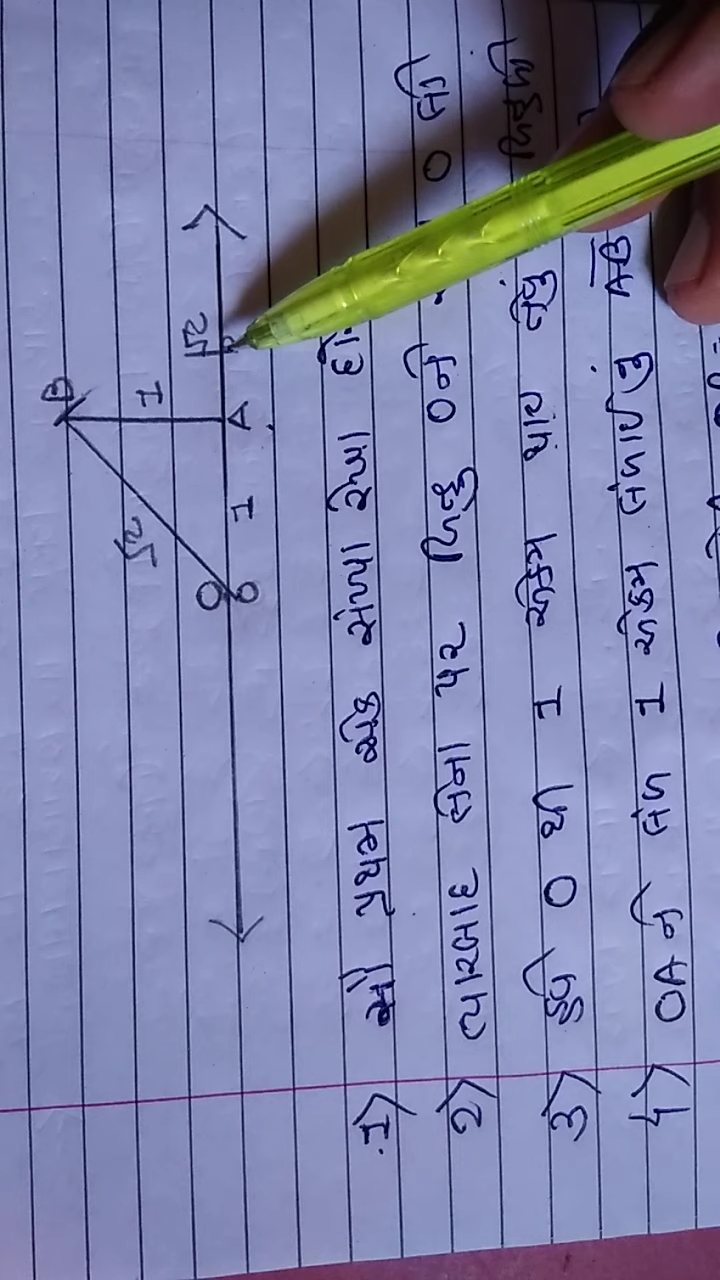 B
1
√2
√2
A
1
O
O
1> સૌ પ્રથમ એક સંખ્યા રેખા
2> ત્યારબાદ તેના પર બિંદુ O ને O ની
3> હવે O થી 1 એકમ થાય તેવું બિંદુને
4> OA ને લંબ 1 એકમ લંબાઈનું AB